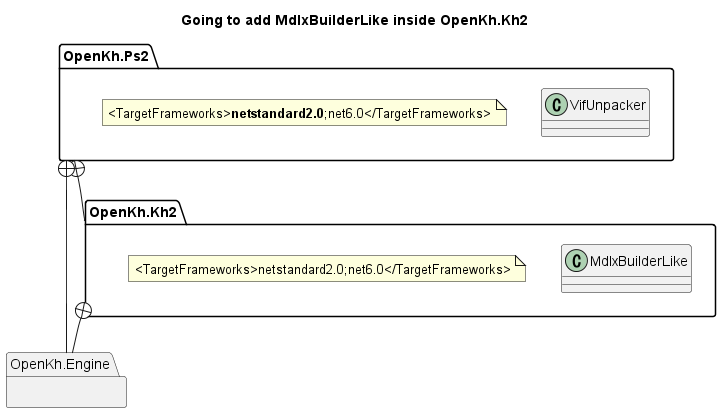 Going to add MdlxBuilderLike inside OpenKh.Kh2
OpenKh.Ps2
<TargetFrameworks>netstandard2.0;net6.0</TargetFrameworks>
C VifUnpacker
OpenKh.Kh2
<TargetFrameworks>netstandard2.0;net6.0</TargetFrameworks>
C MdlxBuilderLike
OpenKh.Engine